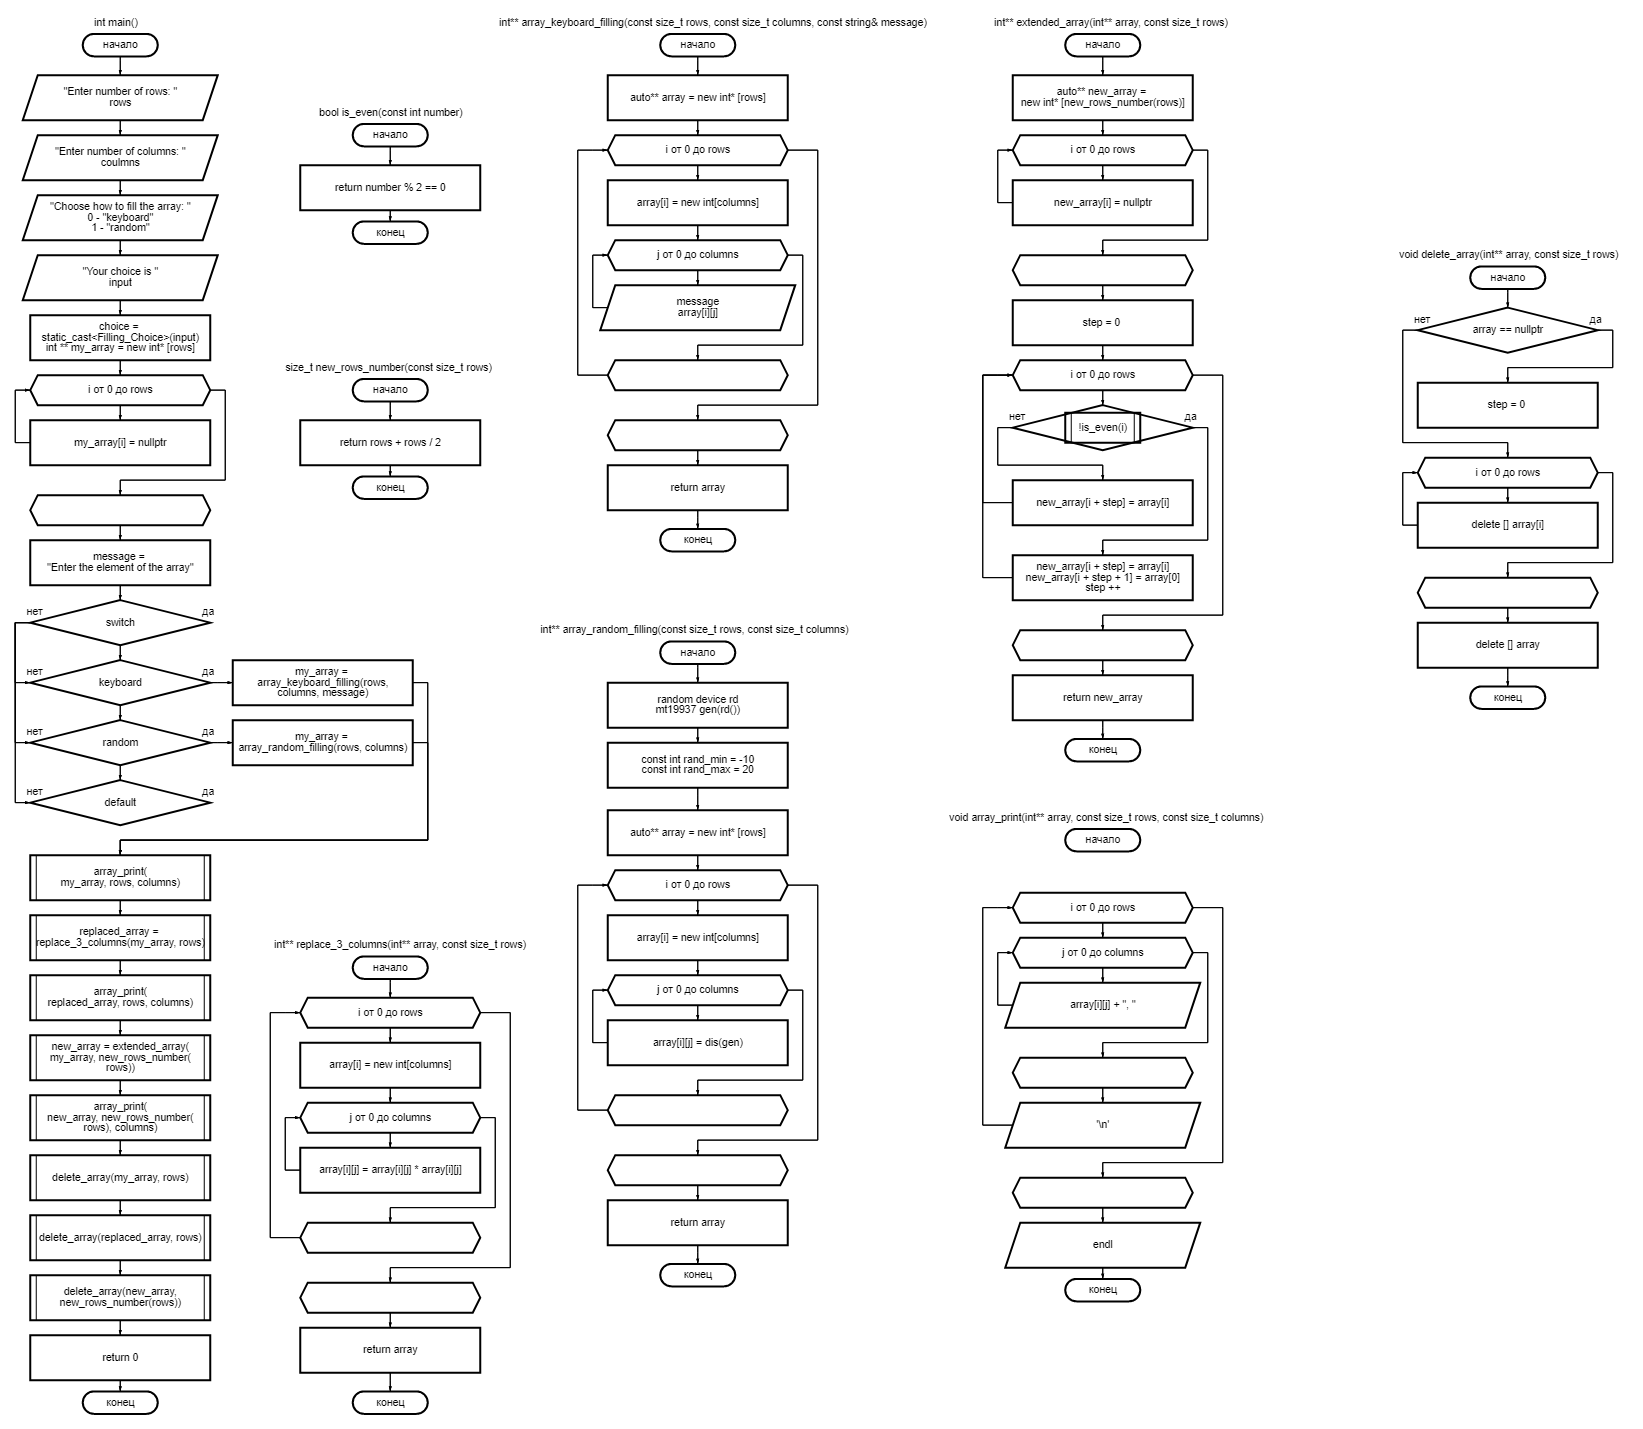 int main()
начало
"Enter number of rows: "
rows
"Enter number of columns: "
coulmns
"Choose how to fill the array: "
0 - "keyboard"
1 - "random"
"Your choice is "
input
choice =
static_cast<Filling_Choice>(input)
int ** my_array = new int* [rows]
i от 0 до rows
my_array[i] = nullptr
message =
"Enter the element of the array"
нет
да
switch
нет
да
keyboard
my_array =
array_keyboard_filling(rows,
columns, message)
нет
да
random
my_array =
array_random_filling(rows, columns)
нет
да
default
array_print(
my_array, rows, columns)
replaced_array =
replace_3_columns(my_array, rows)
array_print(
replaced_array, rows, columns)
new_array = extended_array(
my_array, new_rows_number(
rows))
array_print(
new_array, new_rows_number(
rows), columns)
delete_array(my_array, rows)
delete_array(replaced_array, rows)
delete_array(new_array,
new_rows_number(rows))
return 0
конец
bool is_even(const int number)
начало
return number % 2 == 0
конец
size_t new_rows_number(const size_t rows)
начало
return rows + rows / 2
конец
int** replace_3_columns(int** array, const size_t rows)
начало
i от 0 до rows
array[i] = new int[columns]
j от 0 до columns
array[i][j] = array[i][j] * array[i][j]
return array
конец
int** array_keyboard_filling(const size_t rows, const size_t columns, const string& message)
начало
auto** array = new int* [rows]
i от 0 до rows
array[i] = new int[columns]
j от 0 до columns
message
array[i][j]
return array
конец
int** array_random_filling(const size_t rows, const size_t columns)
начало
random device rd
mt19937 gen(rd())
const int rand_min = -10
const int rand_max = 20
auto** array = new int* [rows]
i от 0 до rows
array[i] = new int[columns]
j от 0 до columns
array[i][j] = dis(gen)
return array
конец
int** extended_array(int** array, const size_t rows)
начало
auto** new_array =
new int* [new_rows_number(rows)]
i от 0 до rows
new_array[i] = nullptr
step = 0
i от 0 до rows
нет
да
!is_even(i)
new_array[i + step] = array[i]
new_array[i + step] = array[i]
new_array[i + step + 1] = array[0]
step ++
return new_array
конец
void array_print(int** array, const size_t rows, const size_t columns)
начало
i от 0 до rows
j от 0 до columns
array[i][j] + ", "
'\n'
endl
конец
void delete_array(int** array, const size_t rows)
начало
нет
да
array == nullptr
step = 0
i от 0 до rows
delete [] array[i]
delete [] array
конец